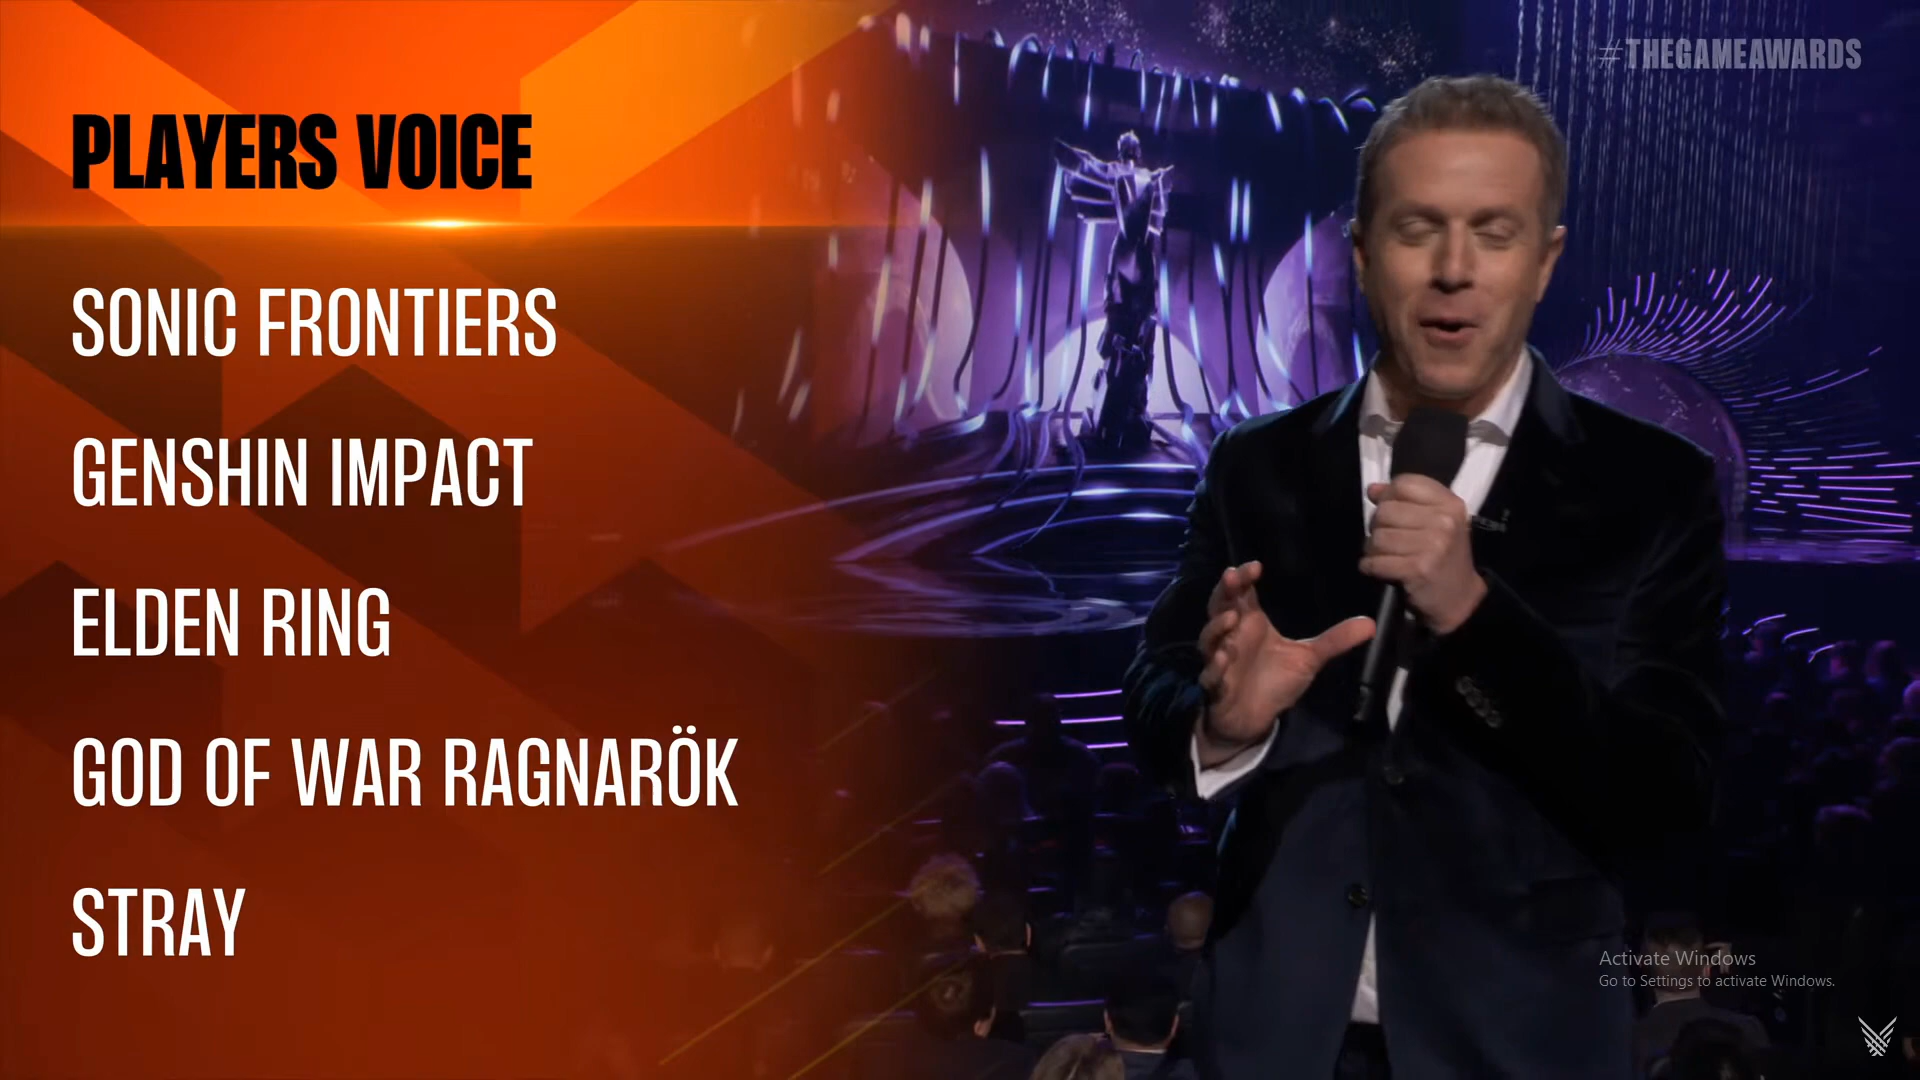 #THEGAMEAWARDS
PLAYERS VOICE
SONIC FRONTIERS
GENSHIN IMPACT
ELDEN RING
GOD OF WAR RAGNARÖK
STRAY
Activate Windows
Go to Settings to activate Windows.